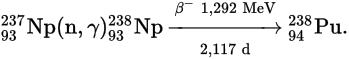 ²³⁷₉₃Np(n, γ)²³⁸₉₃Np —β⁻ 1,292 MeV / 2,117 d→ ²³⁸₉₄Pu.